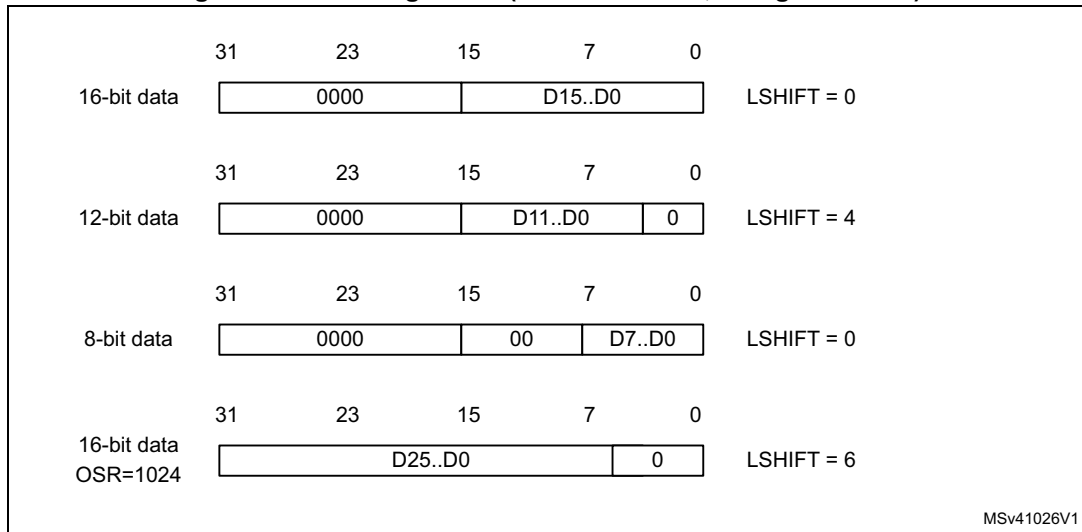 31 23 15 7 0
16-bit data 0000 D15..D0 LSHIFT = 0
31 23 15 7 0
12-bit data 0000 D11..D0 0 LSHIFT = 4
31 23 15 7 0
8-bit data 0000 00 D7..D0 LSHIFT = 0
31 23 15 7 0
16-bit data
OSR=1024 D25..D0 0 LSHIFT = 6
MSv41026V1